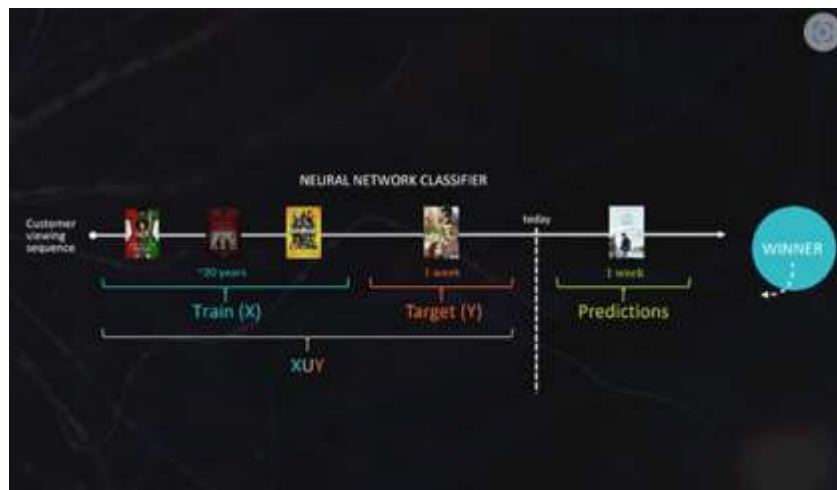 NEURAL NETWORK CLASSIFIER
Customer
viewing
sequence
today
WINNER
~20 years
1 week
1 week
Train (X)
Target (Y)
Predictions
XUY